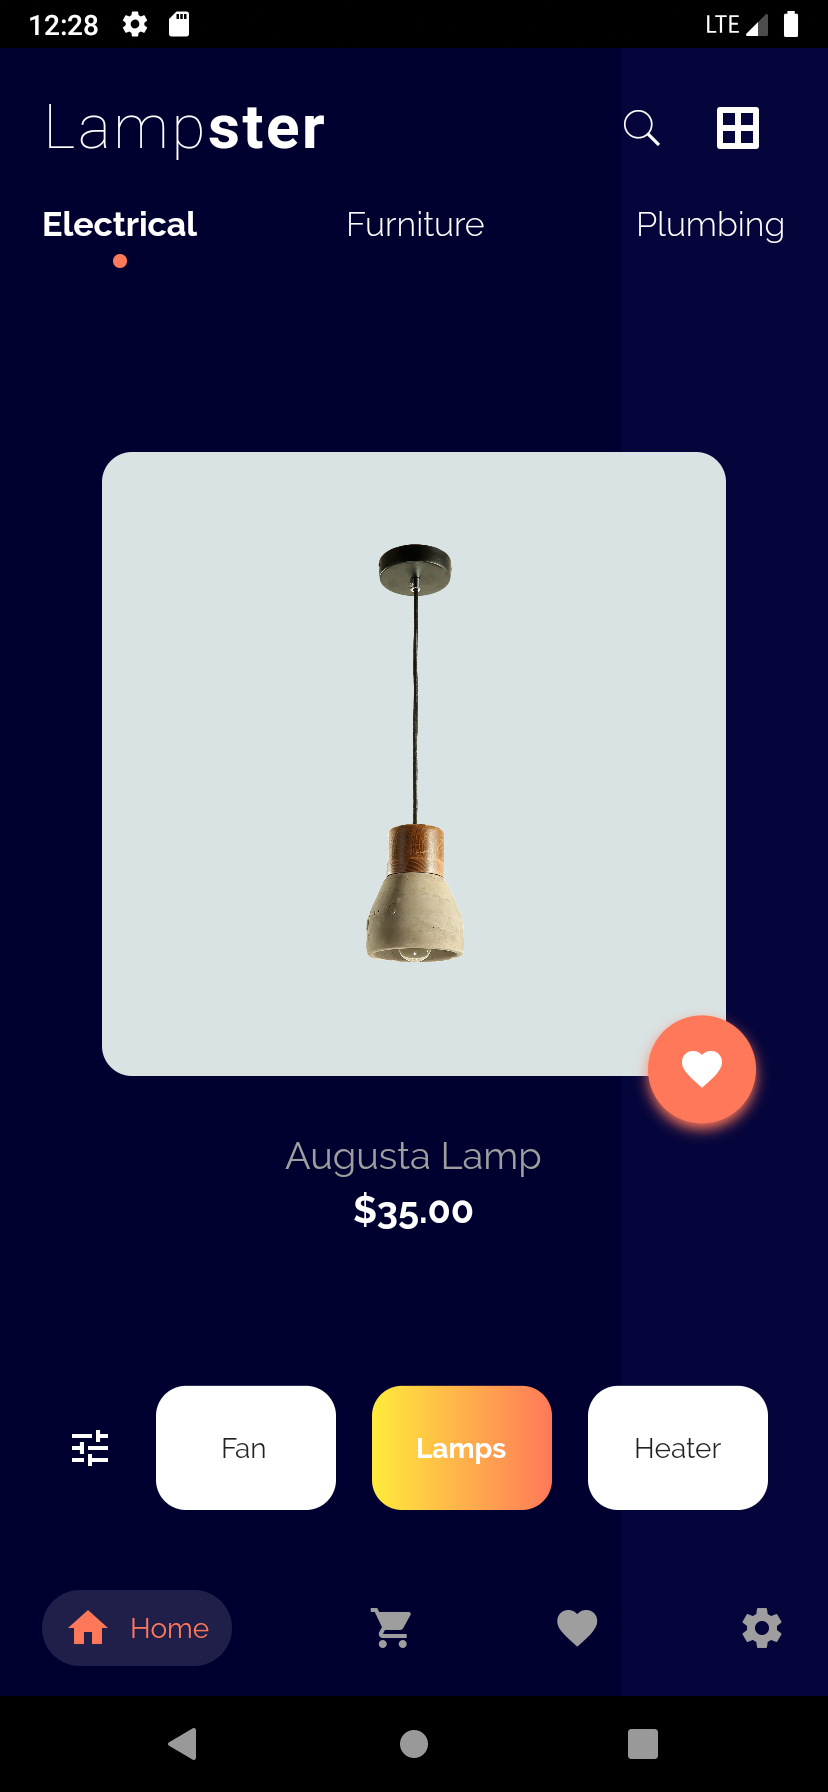 12:28 LTE
Lampster
Electrical Furniture Plumbing
Augusta Lamp
$35.00
Fan Lamps Heater
Home